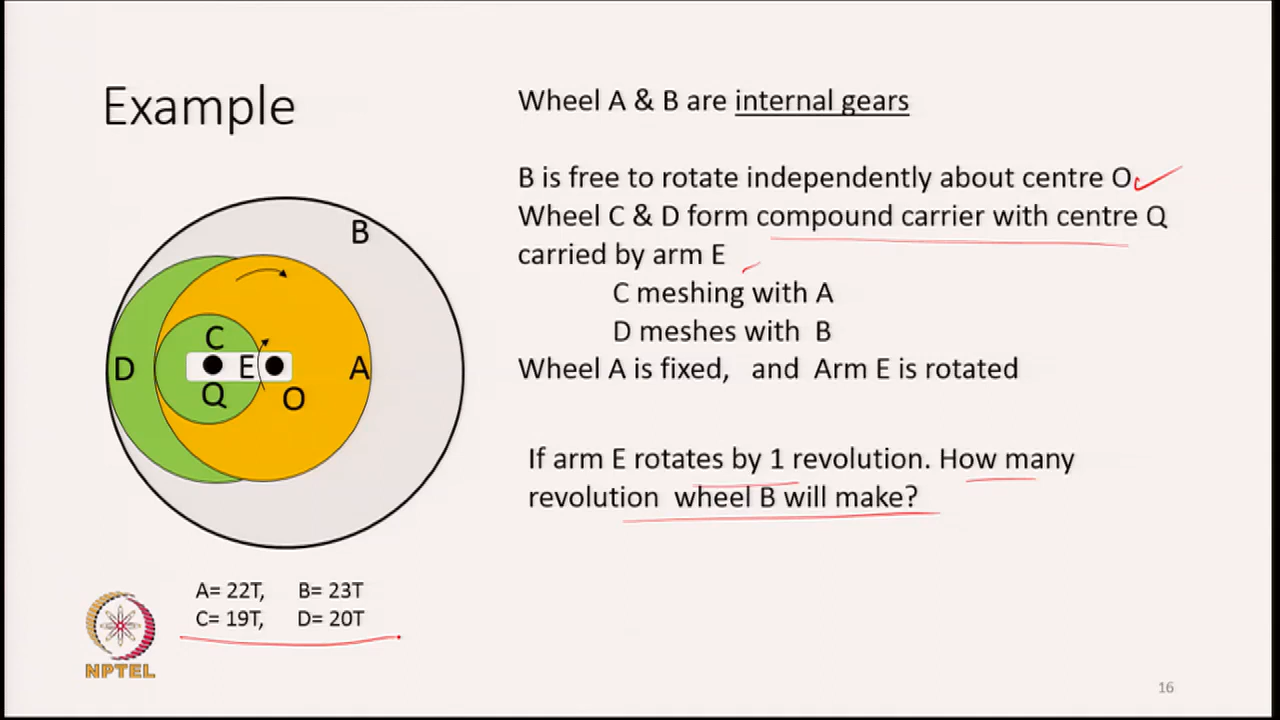 Example
Wheel A & B are internal gears
B is free to rotate independently about centre O
Wheel C & D form compound carrier with centre Q
carried by arm E
C meshing with A
D meshes with B
Wheel A is fixed, and Arm E is rotated
If arm E rotates by 1 revolution. How many
revolution wheel B will make?
B
C
D
E
A
Q
O
A= 22T, B= 23T
C= 19T, D= 20T
NPTEL
16